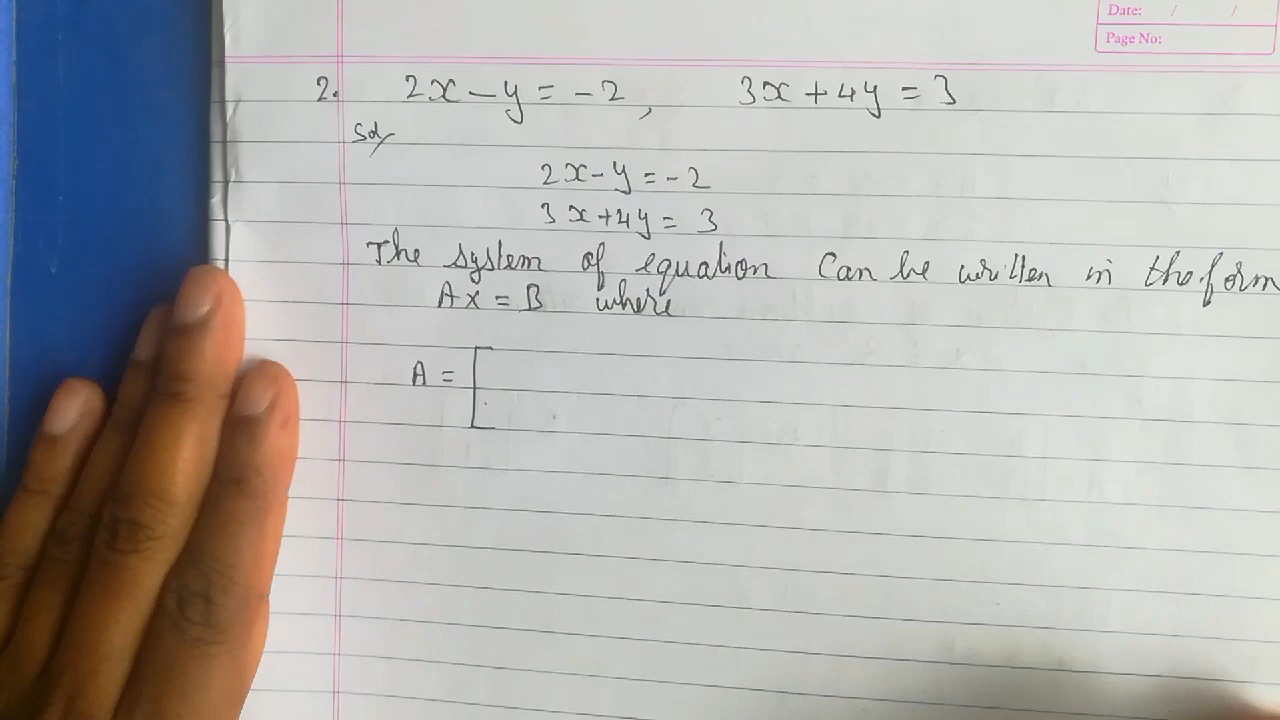 Date: / /
Page No:
2. 2x - y = -2, 3x + 4y = 3
Sol/
2x - y = -2
3x + 4y = 3
The system of equation Can be written in the form
AX = B where
A = [